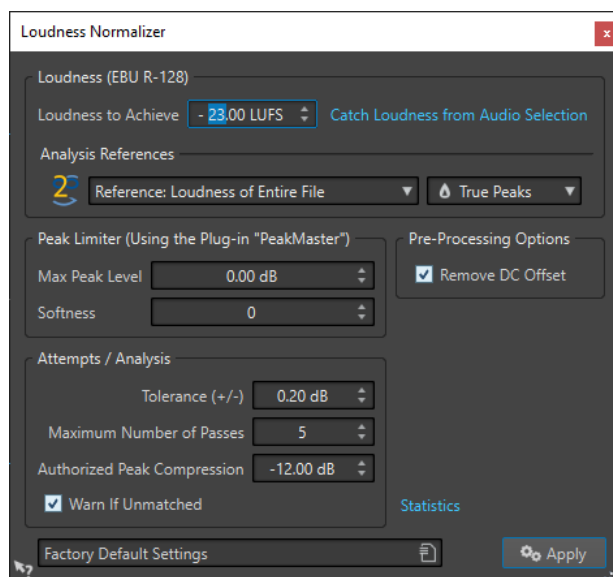 Loudness Normalizer
x
Loudness (EBU R-128)
Loudness to Achieve - 23.00 LUFS Catch Loudness from Audio Selection
Analysis References
2 Reference: Loudness of Entire File True Peaks
Peak Limiter (Using the Plug-in "PeakMaster") Pre-Processing Options
Max Peak Level 0.00 dB Remove DC Offset
Softness 0
Attempts / Analysis
Tolerance (+/-) 0.20 dB
Maximum Number of Passes 5
Authorized Peak Compression -12.00 dB
Warn If Unmatched Statistics
Factory Default Settings Apply
?